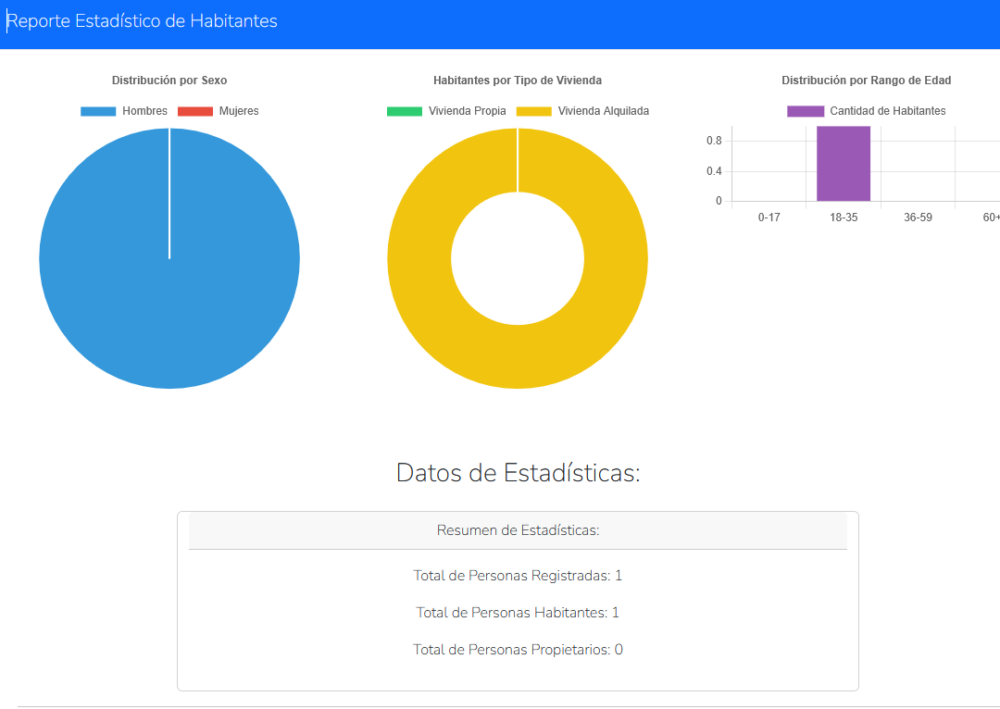 Reporte Estadístico de Habitantes
Distribución por Sexo
Hombres Mujeres
Habitantes por Tipo de Vivienda
Vivienda Propia Vivienda Alquilada
Distribución por Rango de Edad
Cantidad de Habitantes
0.8
0.4
0
0-17 18-35 36-59 60+
Datos de Estadísticas:
Resumen de Estadísticas:
Total de Personas Registradas: 1
Total de Personas Habitantes: 1
Total de Personas Propietarios: 0